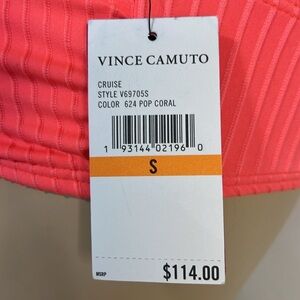 VINCE CAMUTO
CRUISE
STYLE V69705S
COLOR 624 POP CORAL
1 93144 02196 0
S
MSRP $114.00